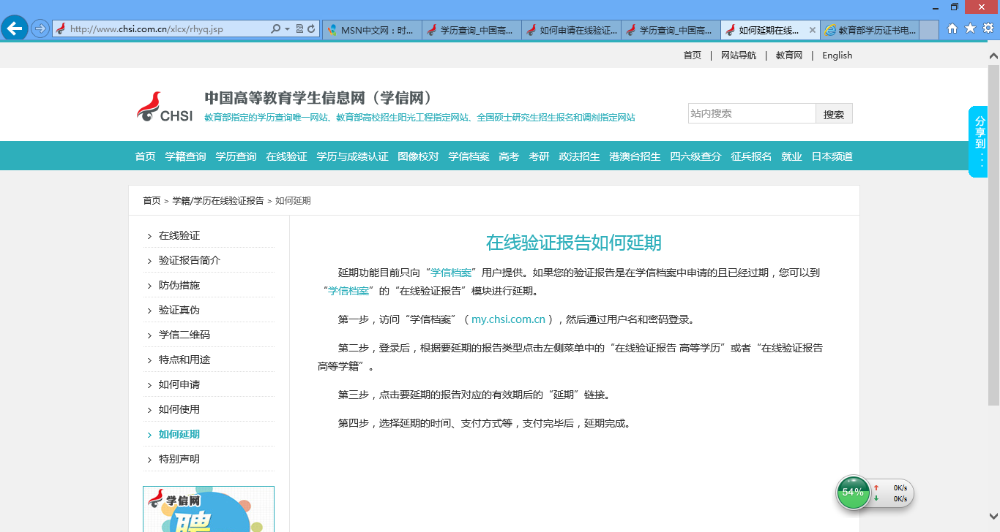 http://www.chsi.com.cn/xlcx/rhyq.jsp
MSN中文网：时...
学历查询_中国高...
如何申请在线验证...
学历查询_中国高...
如何延期在线...
教育部学历证书电...
首页 | 网站导航 | 教育网 | English
CHSI
中国高等教育学生信息网（学信网）
教育部指定的学历查询唯一网站、教育部高校招生阳光工程指定网站、全国硕士研究生招生报名和调剂指定网站
站内搜索
搜索
分享到
首页 学籍查询 学历查询 在线验证 学历与成绩认证 图像校对 学信档案 高考 考研 政法招生 港澳台招生 四六级查分 征兵报名 就业 日本频道
首页 > 学籍/学历在线验证报告 > 如何延期
在线验证
验证报告简介
防伪措施
验证真伪
学信二维码
特点和用途
如何申请
如何使用
如何延期
特别声明
学信网
聘
在线验证报告如何延期
延期功能目前只向“学信档案”用户提供。如果您的验证报告是在学信档案中申请的且已经过期，您可以到
“学信档案”的“在线验证报告”模块进行延期。
第一步，访问“学信档案”（my.chsi.com.cn），然后通过用户名和密码登录。
第二步，登录后，根据要延期的报告类型点击左侧菜单中的“在线验证报告 高等学历”或者“在线验证报告
高等学籍”。
第三步，点击要延期的报告对应的有效期后的“延期”链接。
第四步，选择延期的时间、支付方式等，支付完毕后，延期完成。
54%
0K/s
0K/s